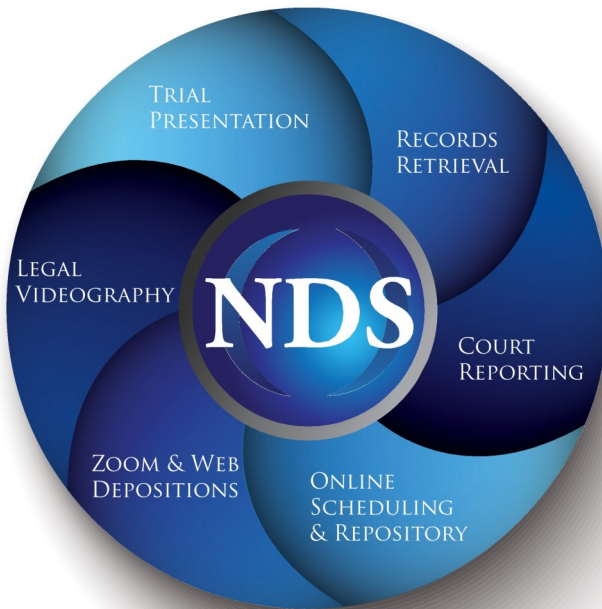 TRIAL
PRESENTATION
RECORDS
RETRIEVAL
LEGAL
VIDEOGRAPHY
NDS
COURT
REPORTING
ZOOM & WEB
DEPOSITIONS
ONLINE
SCHEDULING
& REPOSITORY